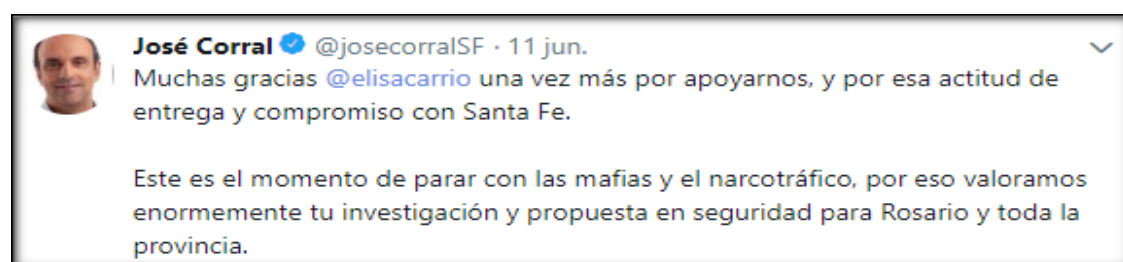 José Corral @josecorralSF · 11 jun.
Muchas gracias @elisacarrio una vez más por apoyarnos, y por esa actitud de
entrega y compromiso con Santa Fe.
Este es el momento de parar con las mafias y el narcotráfico, por eso valoramos
enormemente tu investigación y propuesta en seguridad para Rosario y toda la
provincia.